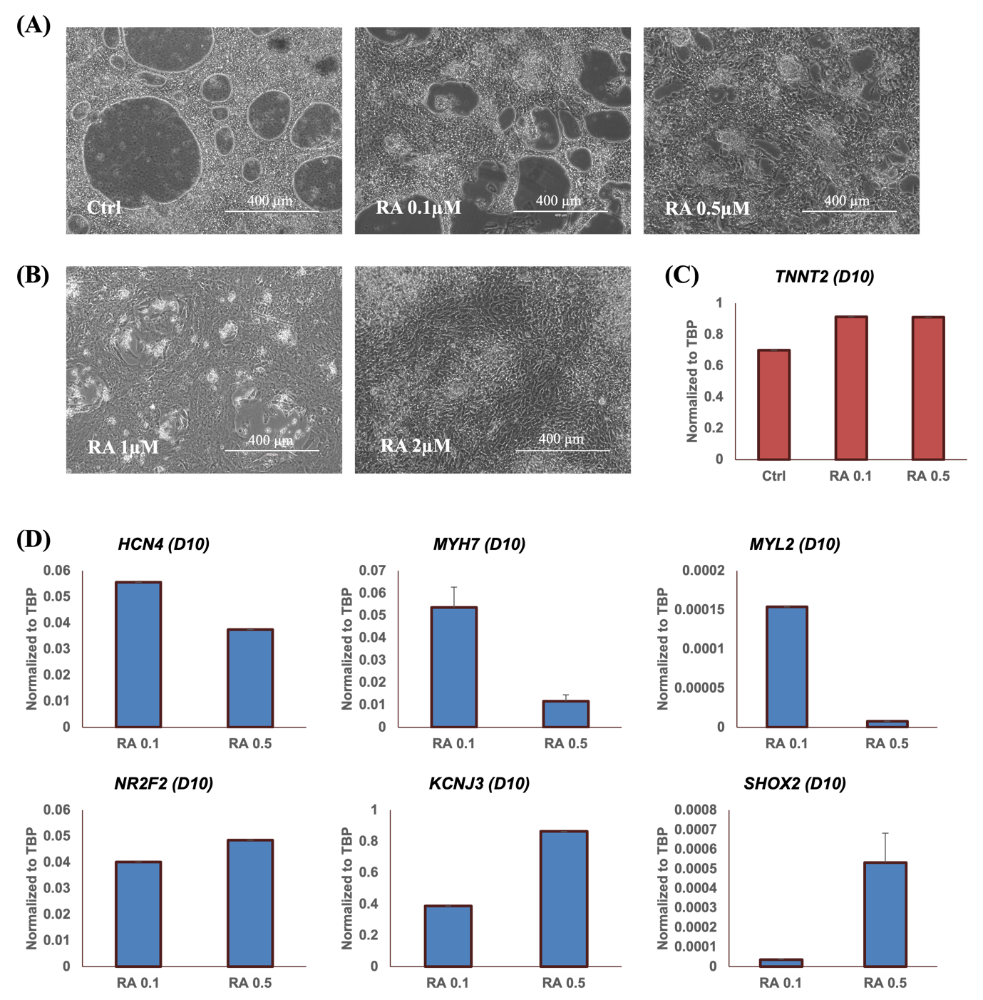 (A)
Ctrl
400 µm
RA 0.1µM
400 µm
400 µm
RA 0.5µM
400 µm
(B)
RA 1µM
400 µm
RA 2µM
400 µm
(C)
TNNT2 (D10)
Normalized to TBP
1
0.8
0.6
0.4
0.2
0
Ctrl
RA 0.1
RA 0.5
(D)
HCN4 (D10)
Normalized to TBP
0.06
0.05
0.04
0.03
0.02
0.01
0
RA 0.1
RA 0.5
MYH7 (D10)
Normalized to TBP
0.07
0.06
0.05
0.04
0.03
0.02
0.01
0
RA 0.1
RA 0.5
MYL2 (D10)
Normalized to TBP
0.0002
0.00015
0.0001
0.00005
0
RA 0.1
RA 0.5
NR2F2 (D10)
Normalized to TBP
0.06
0.05
0.04
0.03
0.02
0.01
0
RA 0.1
RA 0.5
KCNJ3 (D10)
Normalized to TBP
1
0.8
0.6
0.4
0.2
0
RA 0.1
RA 0.5
SHOX2 (D10)
Normalized to TBP
0.0008
0.0007
0.0006
0.0005
0.0004
0.0003
0.0002
0.0001
0
RA 0.1
RA 0.5